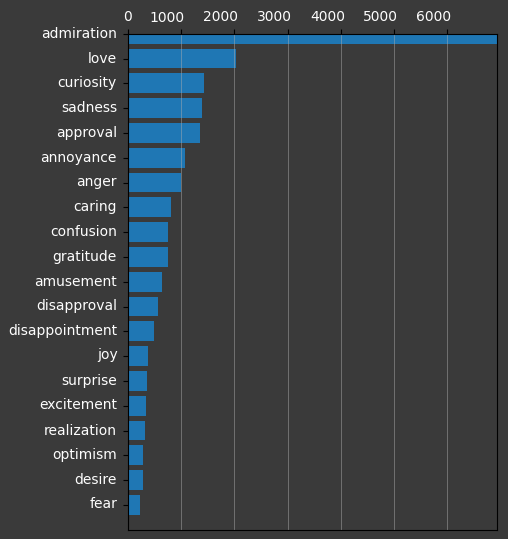 0 1000 2000 3000 4000 5000 6000
admiration
love
curiosity
sadness
approval
annoyance
anger
caring
confusion
gratitude
amusement
disapproval
disappointment
joy
surprise
excitement
realization
optimism
desire
fear